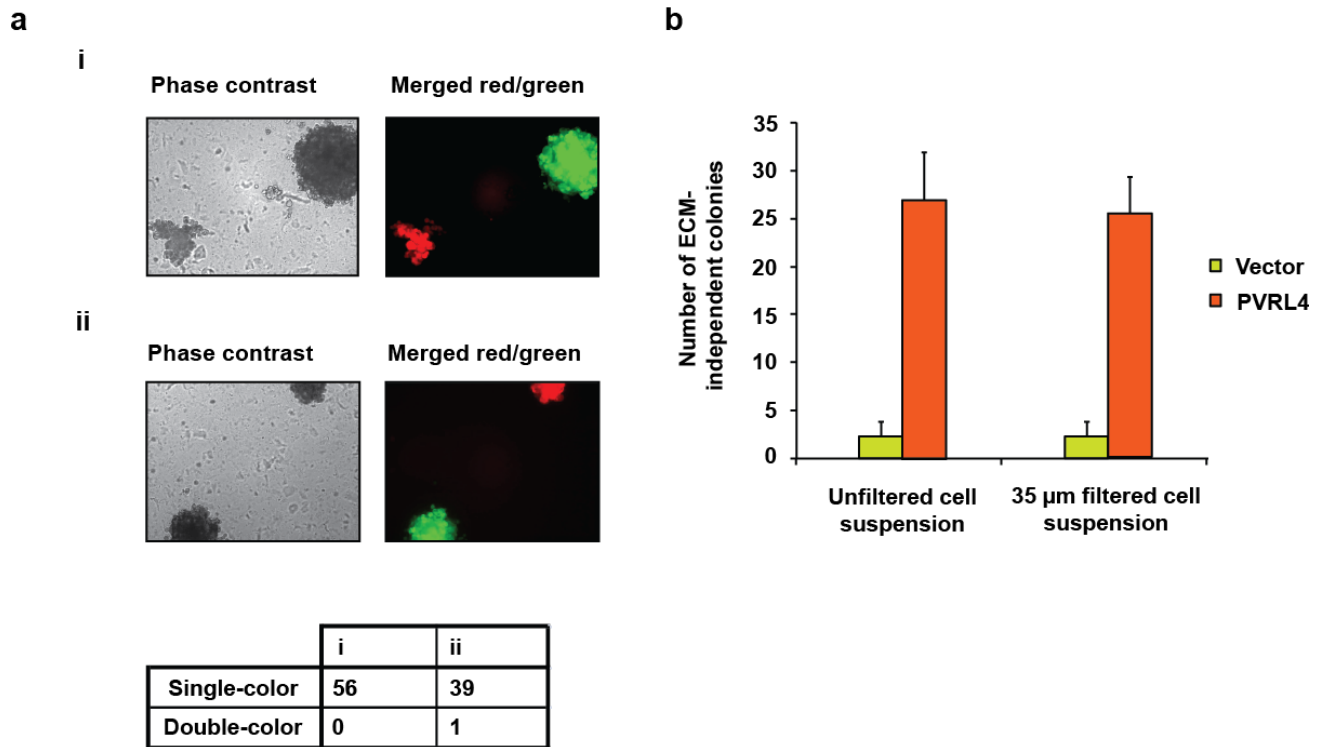 a
i
Phase contrast
Merged red/green
ii
Phase contrast
Merged red/green
i
ii
Single-color
56
39
Double-color
0
1
b
Number of ECM-
independent colonies
35
30
25
20
15
10
5
0
Unfiltered cell
suspension
35 µm filtered cell
suspension
Vector
PVRL4